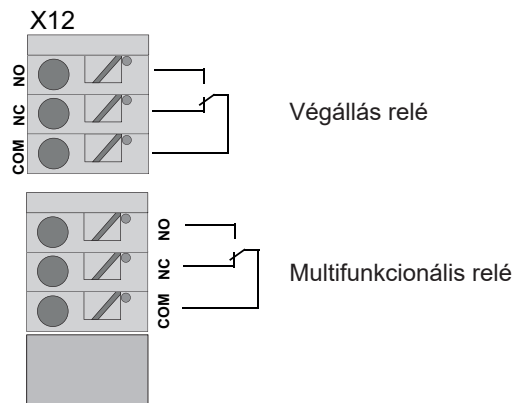 X12
NO
NC
COM
Végállás relé
NO
NC
COM
Multifunkcionális relé